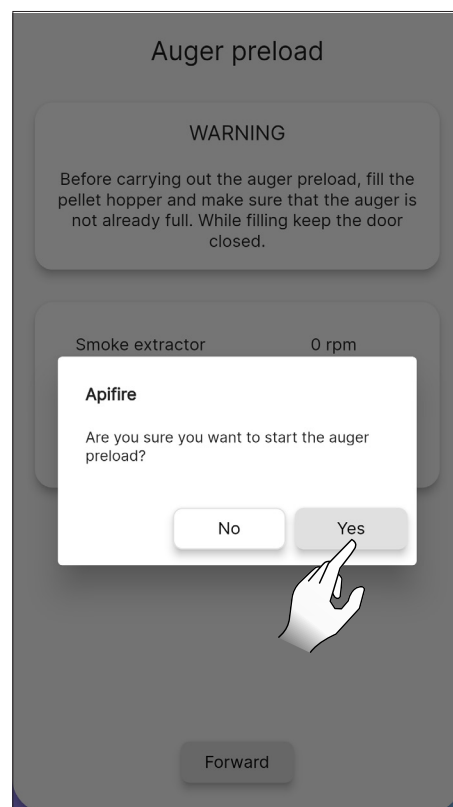 Auger preload
WARNING
Before carrying out the auger preload, fill the
pellet hopper and make sure that the auger is
not already full. While filling keep the door
closed.
Smoke extractor 0 rpm
Apifire
Are you sure you want to start the auger
preload?
No Yes
Forward